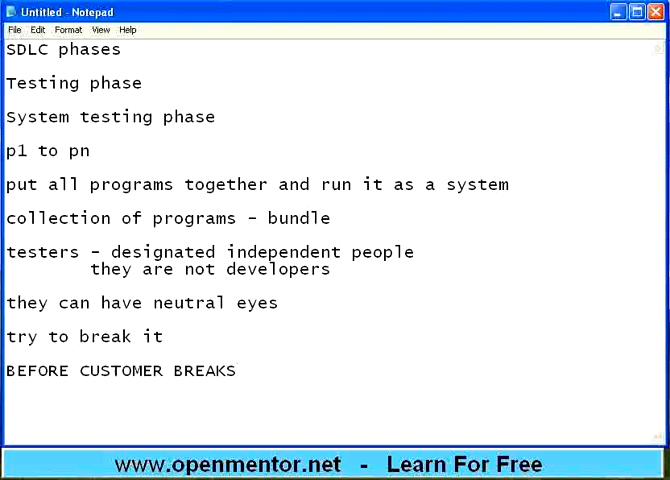 Untitled - Notepad
File Edit Format View Help
SDLC phases
Testing phase
System testing phase
p1 to pn
put all programs together and run it as a system
collection of programs - bundle
testers - designated independent people
they are not developers
they can have neutral eyes
try to break it
BEFORE CUSTOMER BREAKS
www.openmentor.net - Learn For Free